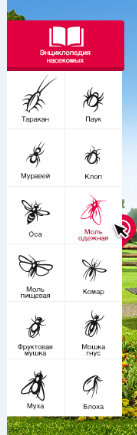 Энциклопедия
насекомых
Таракан
Паук
Муравей
Клоп
Оса
Моль
одежная
Моль
пищевая
Комар
Фруктовая
мушка
Мошка
гнус
Муха
Блоха